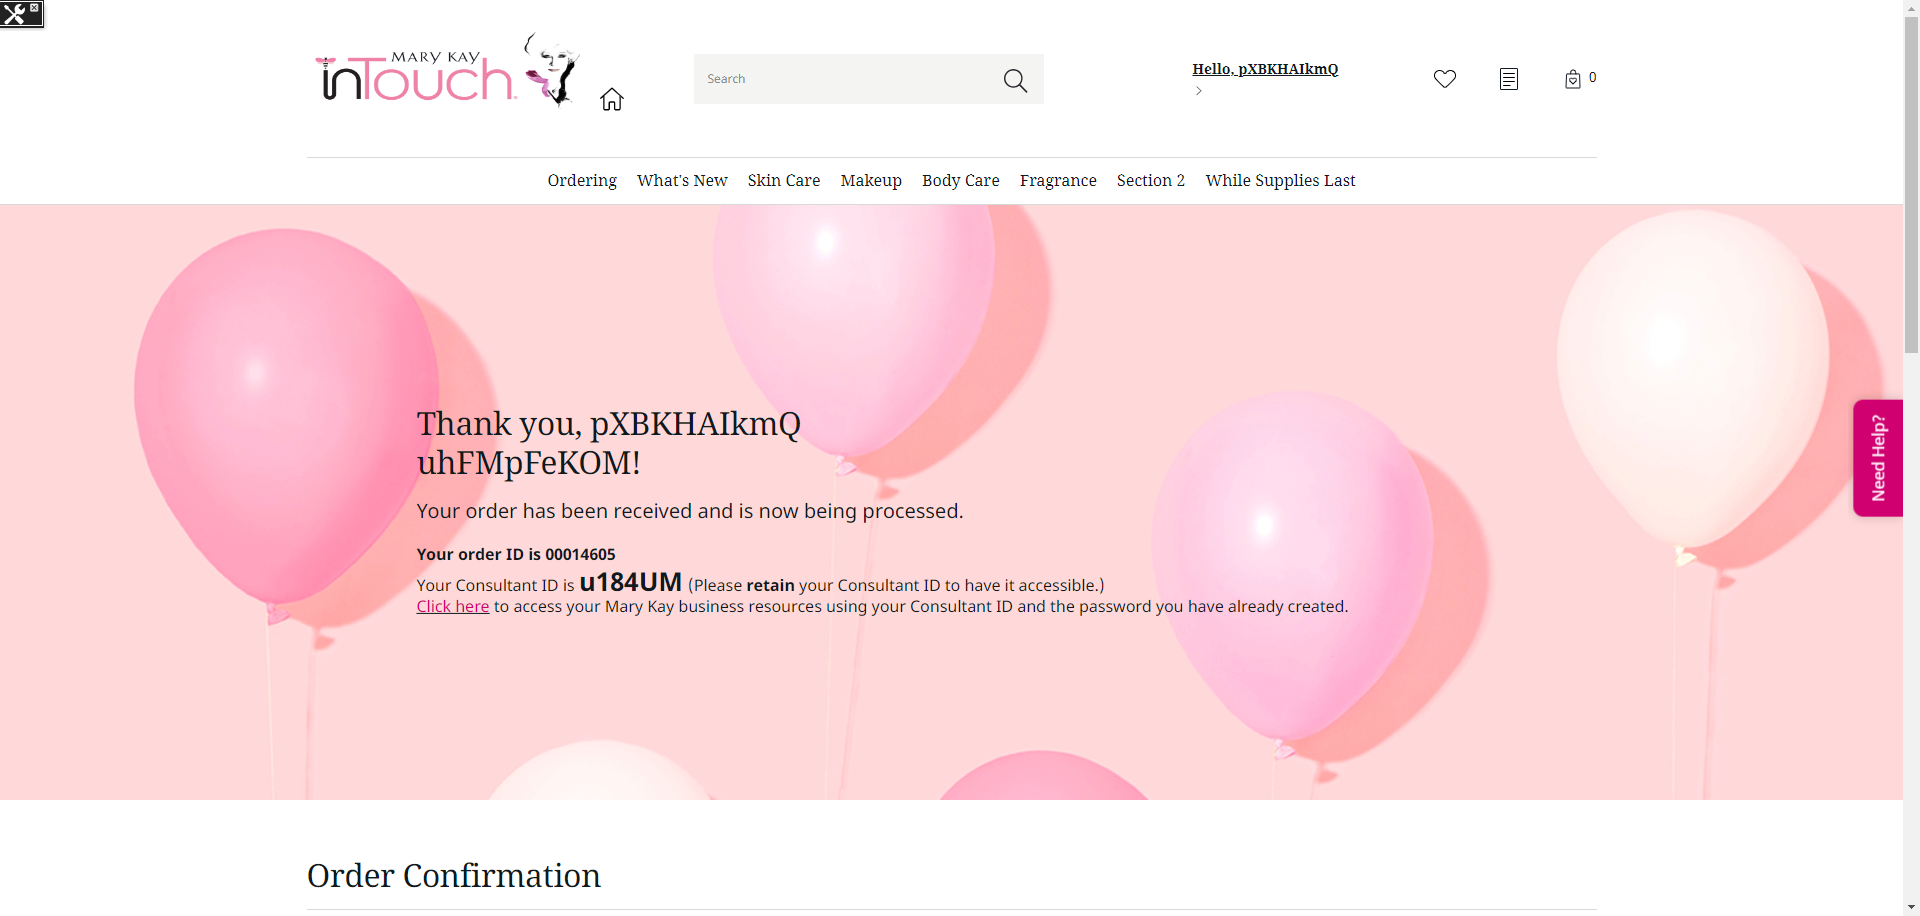 MARY KAY
inTouch.
Search
Hello, pXBKHAIkmQ
0
Ordering What's New Skin Care Makeup Body Care Fragrance Section 2 While Supplies Last
Thank you, pXBKHAIkmQ
uhFMpFeKOM!
Your order has been received and is now being processed.
Your order ID is 00014605
Your Consultant ID is u184UM (Please retain your Consultant ID to have it accessible.)
Click here to access your Mary Kay business resources using your Consultant ID and the password you have already created.
Need Help?
Order Confirmation